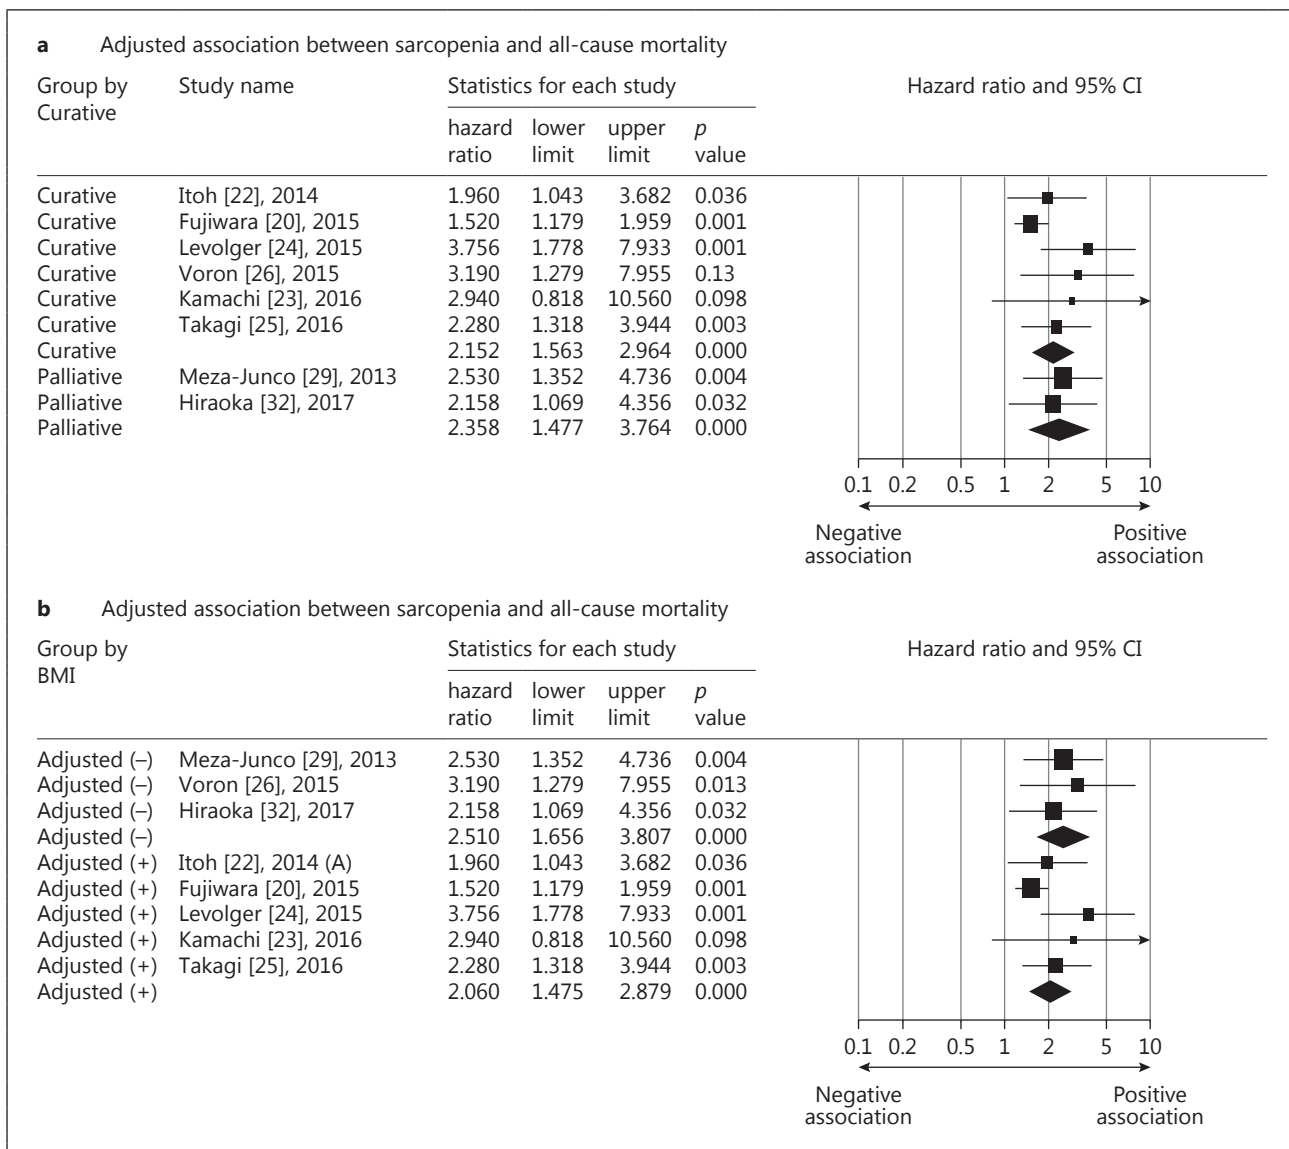 a Adjusted association between sarcopenia and all-cause mortality
Group by Curative Study name Statistics for each study Hazard ratio and 95% CI
hazard ratio lower limit upper limit p value
Curative Itoh [22], 2014 1.960 1.043 3.682 0.036
Curative Fujiwara [20], 2015 1.520 1.179 1.959 0.001
Curative Levolger [24], 2015 3.756 1.778 7.933 0.001
Curative Voron [26], 2015 3.190 1.279 7.955 0.13
Curative Kamachi [23], 2016 2.940 0.818 10.560 0.098
Curative Takagi [25], 2016 2.280 1.318 3.944 0.003
Curative 2.152 1.563 2.964 0.000
Palliative Meza-Junco [29], 2013 2.530 1.352 4.736 0.004
Palliative Hiraoka [32], 2017 2.158 1.069 4.356 0.032
Palliative 2.358 1.477 3.764 0.000
0.1 0.2 0.5 1 2 5 10
Negative association Positive association
b Adjusted association between sarcopenia and all-cause mortality
Group by BMI Statistics for each study Hazard ratio and 95% CI
hazard ratio lower limit upper limit p value
Adjusted (–) Meza-Junco [29], 2013 2.530 1.352 4.736 0.004
Adjusted (–) Voron [26], 2015 3.190 1.279 7.955 0.013
Adjusted (–) Hiraoka [32], 2017 2.158 1.069 4.356 0.032
Adjusted (–) 2.510 1.656 3.807 0.000
Adjusted (+) Itoh [22], 2014 (A) 1.960 1.043 3.682 0.036
Adjusted (+) Fujiwara [20], 2015 1.520 1.179 1.959 0.001
Adjusted (+) Levolger [24], 2015 3.756 1.778 7.933 0.001
Adjusted (+) Kamachi [23], 2016 2.940 0.818 10.560 0.098
Adjusted (+) Takagi [25], 2016 2.280 1.318 3.944 0.003
Adjusted (+) 2.060 1.475 2.879 0.000
0.1 0.2 0.5 1 2 5 10
Negative association Positive association